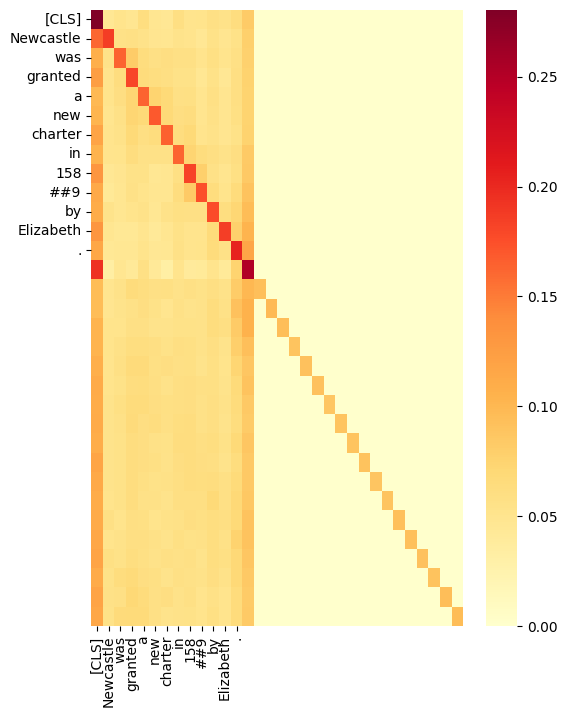 [CLS]
Newcastle
was
granted
a
new
charter
in
158
##9
by
Elizabeth
.
0.25
0.20
0.15
0.10
0.05
0.00
[CLS]
Newcastle
was
granted
a
new
charter
in
158
##9
by
Elizabeth
.